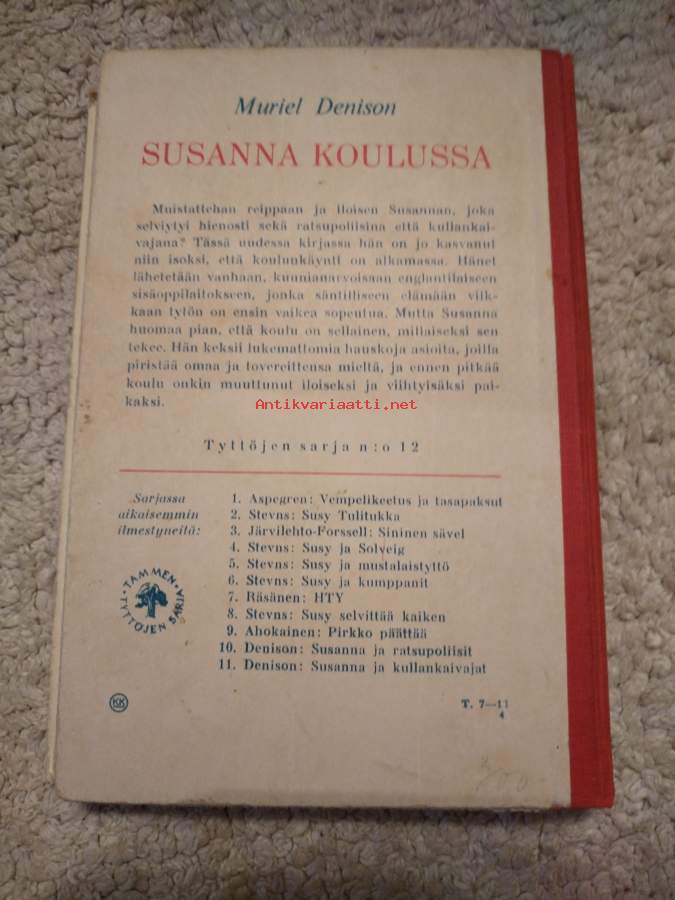 Muriel Denison
SUSANNA KOULUSSA
Muistattehan reippaan ja iloisen Susannan, joka
selviytyi hienosti sekä ratsupoliisina että kullankai-
vajana? Tässä uudessa kirjassa hän on jo kasvanut
niin isoksi, että koulunkäynti on alkamassa. Hänet
lähetetään vanhaan, kunnianarvoisaan englantilaiseen
sisäoppilaitokseen, jonka säntilliseen elämään vilk-
kaan tytön on ensin vaikea sopeutua. Mutta Susanna
huomaa pian, että koulu on sellainen, millaiseksi sen
tekee. Hän keksii lukemattomia hauskoja asioita, joilla
piristää omaa ja tovereittensa mieltä, ja ennen pitkää
koulu onkin muuttunut iloiseksi ja viihtyisäksi pai-
kaksi.
Antikvariaatti.net
Tyttöjen sarja n:o 12
Sarjassa
aikaisemmin
ilmestyneitä:
1. Aspegren: Vempelikeetus ja tasapaksut
2. Stevns: Susy Tulitukka
3. Järvilehto-Forssell: Sininen sävel
4. Stevns: Susy ja Solveig
5. Stevns: Susy ja mustalaistyttö
6. Stevns: Susy ja kumppanit
7. Räsänen: HTY
8. Stevns: Susy selvittää kaiken
9. Ahokainen: Pirkko päättää
10. Denison: Susanna ja ratsupoliisit
11. Denison: Susanna ja kullankaivajat
TAMMEN
TYTTÖJEN SARJA
KK
T. 7—11
4